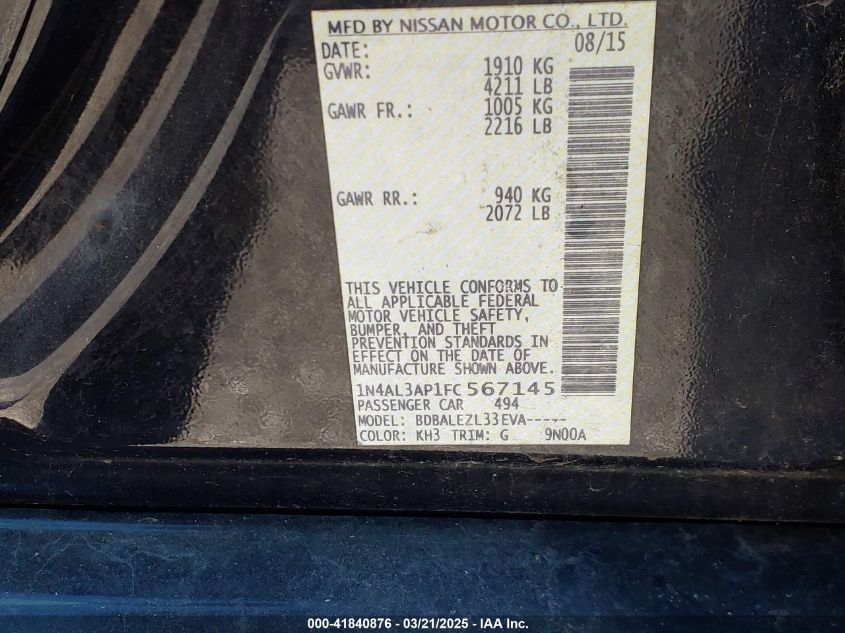 MFD BY NISSAN MOTOR CO., LTD.
DATE: 08/15
GVWR: 1910 KG
4211 LB
GAWR FR.: 1005 KG
2216 LB
GAWR RR.: 940 KG
2072 LB
THIS VEHICLE CONFORMS TO
ALL APPLICABLE FEDERAL
MOTOR VEHICLE SAFETY,
BUMPER, AND THEFT
PREVENTION STANDARDS IN
EFFECT ON THE DATE OF
MANUFACTURE SHOWN ABOVE.
1N4AL3AP1FC567145
PASSENGER CAR 494
MODEL: BDBALEZL33EVA-----
COLOR: KH3 TRIM: G 9N00A
000-41840876 - 03/21/2025 - IAA Inc.